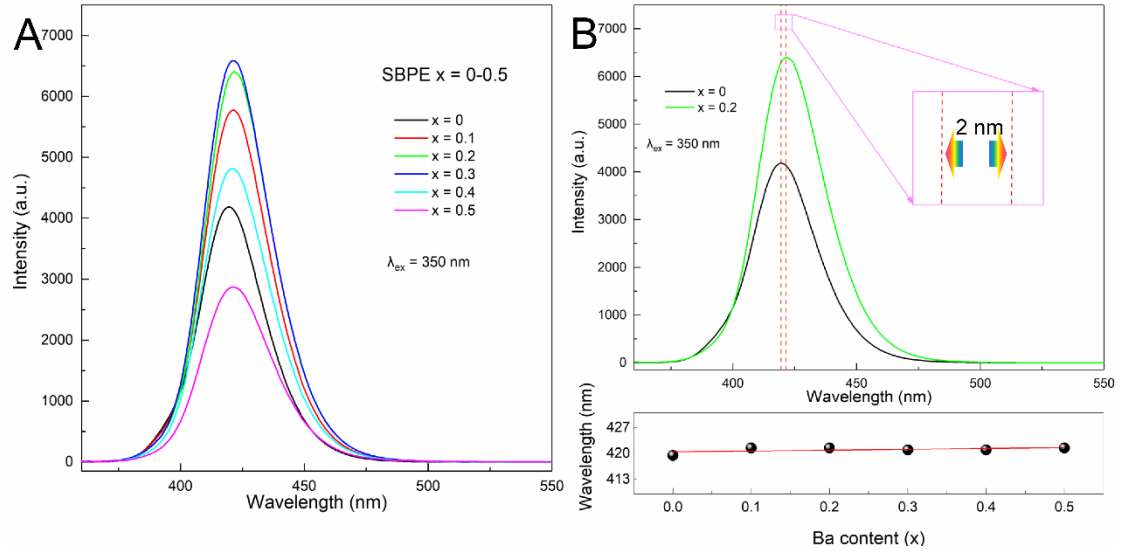 A
7000
6000
5000
4000
3000
2000
1000
0
Intensity (a.u.)
SBPE x = 0-0.5
x = 0
x = 0.1
x = 0.2
x = 0.3
x = 0.4
x = 0.5
λex = 350 nm
400 450 500 550
Wavelength (nm)
B
7000
6000
5000
4000
3000
2000
1000
0
Intensity (a.u.)
x = 0
x = 0.2
λex = 350 nm
2 nm
400 450 500 550
Wavelength (nm)
Wavelength (nm)
427
420
413
0.0 0.1 0.2 0.3 0.4 0.5
Ba content (x)